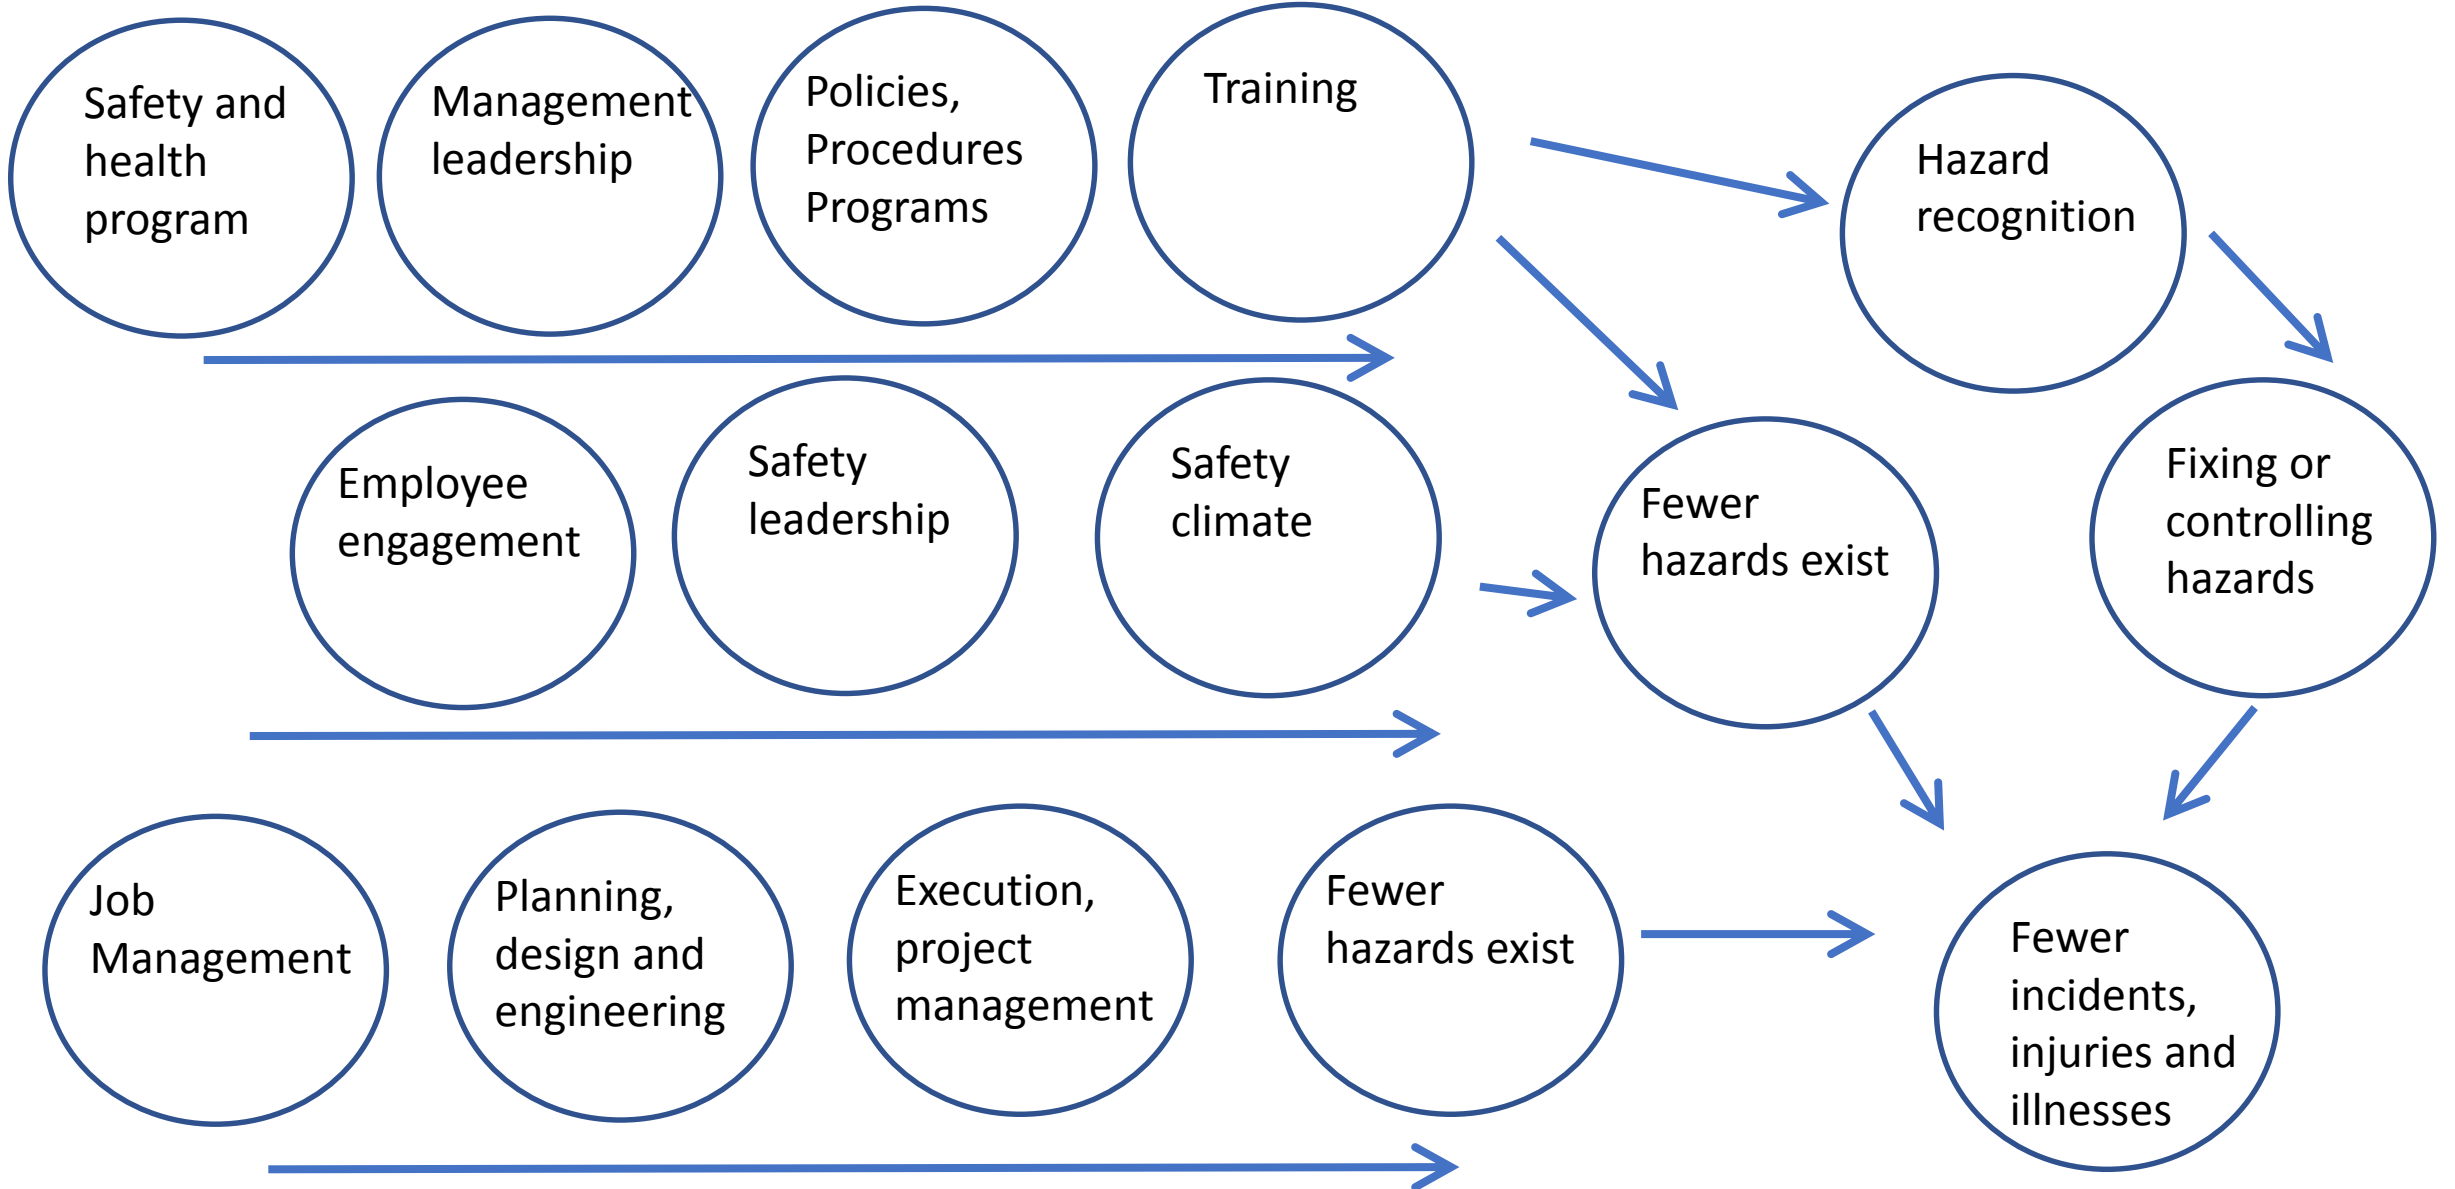 Safety and
health
program
Management
leadership
Policies,
Procedures
Programs
Training
Hazard
recognition
Employee
engagement
Safety
leadership
Safety
climate
Fewer
hazards exist
Fixing or
controlling
hazards
Job
Management
Planning,
design and
engineering
Execution,
project
management
Fewer
hazards exist
Fewer
incidents,
injuries and
illnesses